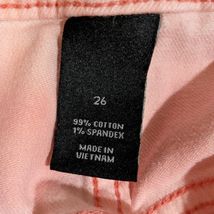 26
99% COTTON
1% SPANDEX
MADE IN
VIETNAM